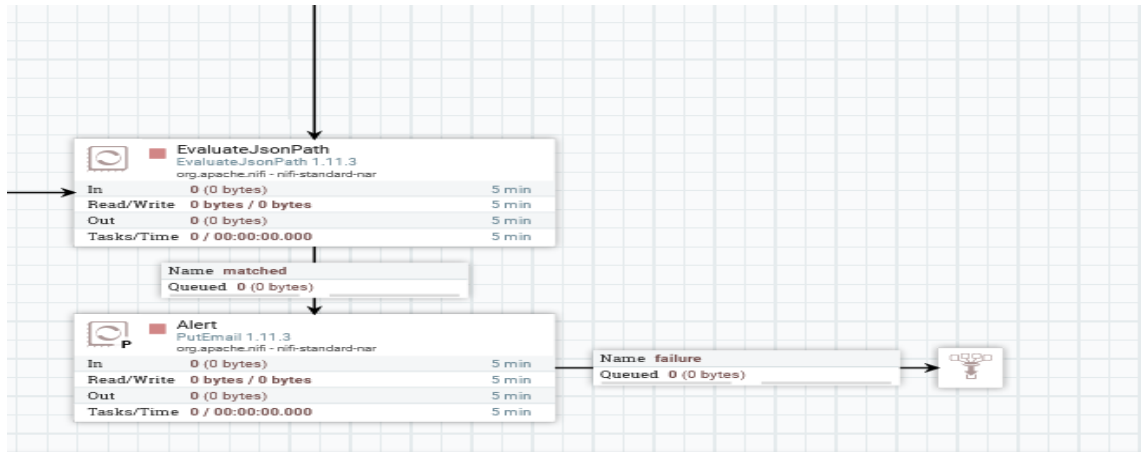 EvaluateJsonPath
EvaluateJsonPath 1.11.3
org.apache.nifi - nifi-standard-nar
In 0 (0 bytes) 5 min
Read/Write 0 bytes / 0 bytes 5 min
Out 0 (0 bytes) 5 min
Tasks/Time 0 / 00:00:00.000 5 min
Name matched
Queued 0 (0 bytes)
Alert
P
PutEmail 1.11.3
org.apache.nifi - nifi-standard-nar
In 0 (0 bytes) 5 min
Read/Write 0 bytes / 0 bytes 5 min
Out 0 (0 bytes) 5 min
Tasks/Time 0 / 00:00:00.000 5 min
Name failure
Queued 0 (0 bytes)